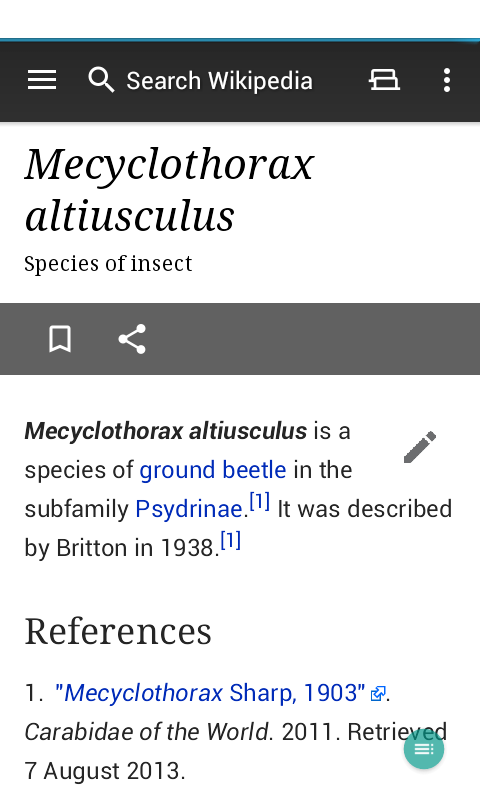 Search Wikipedia
Mecyclothorax
altiusculus
Species of insect
Mecyclothorax altiusculus is a
species of ground beetle in the
subfamily Psydrinae.[1] It was described
by Britton in 1938.[1]
References
1. "Mecyclothorax Sharp, 1903".
Carabidae of the World. 2011. Retrieved
7 August 2013.